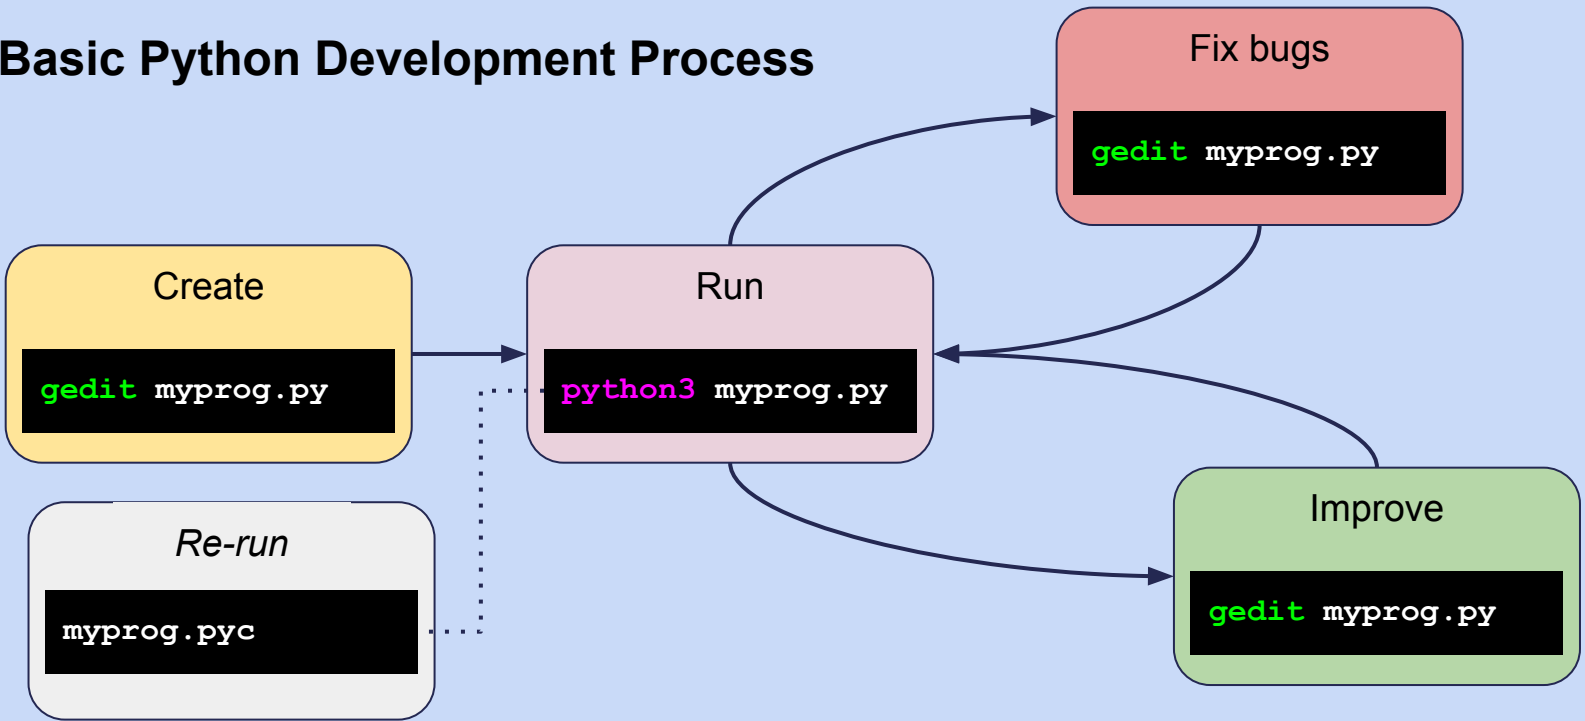 Basic Python Development Process
Fix bugs
gedit myprog.py
Create
gedit myprog.py
Run
python3 myprog.py
Re-run
myprog.pyc
Improve
gedit myprog.py